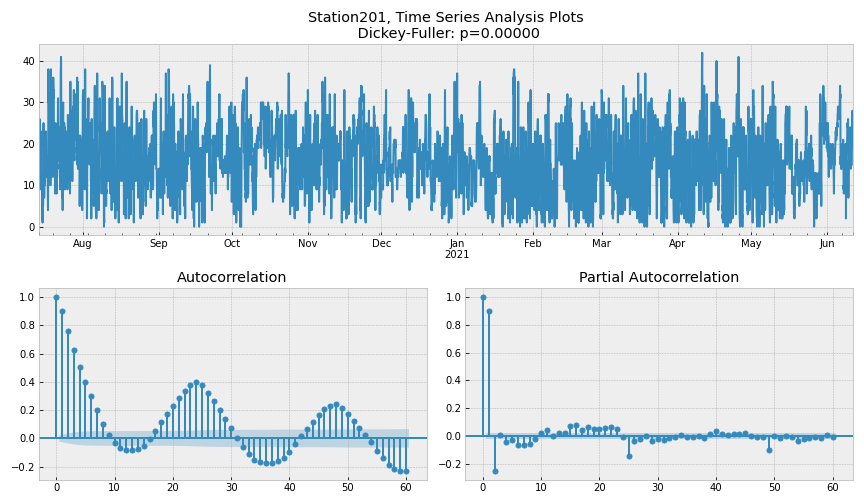 Station201, Time Series Analysis Plots
Dickey-Fuller: p=0.00000
40
30
20
10
0
Aug Sep Oct Nov Dec Jan Feb Mar Apr May Jun
2021
Autocorrelation Partial Autocorrelation
1.0 1.0
0.8 0.8
0.6 0.6
0.4 0.4
0.2 0.2
0.0 0.0
−0.2 −0.2
0 10 20 30 40 50 60 0 10 20 30 40 50 60